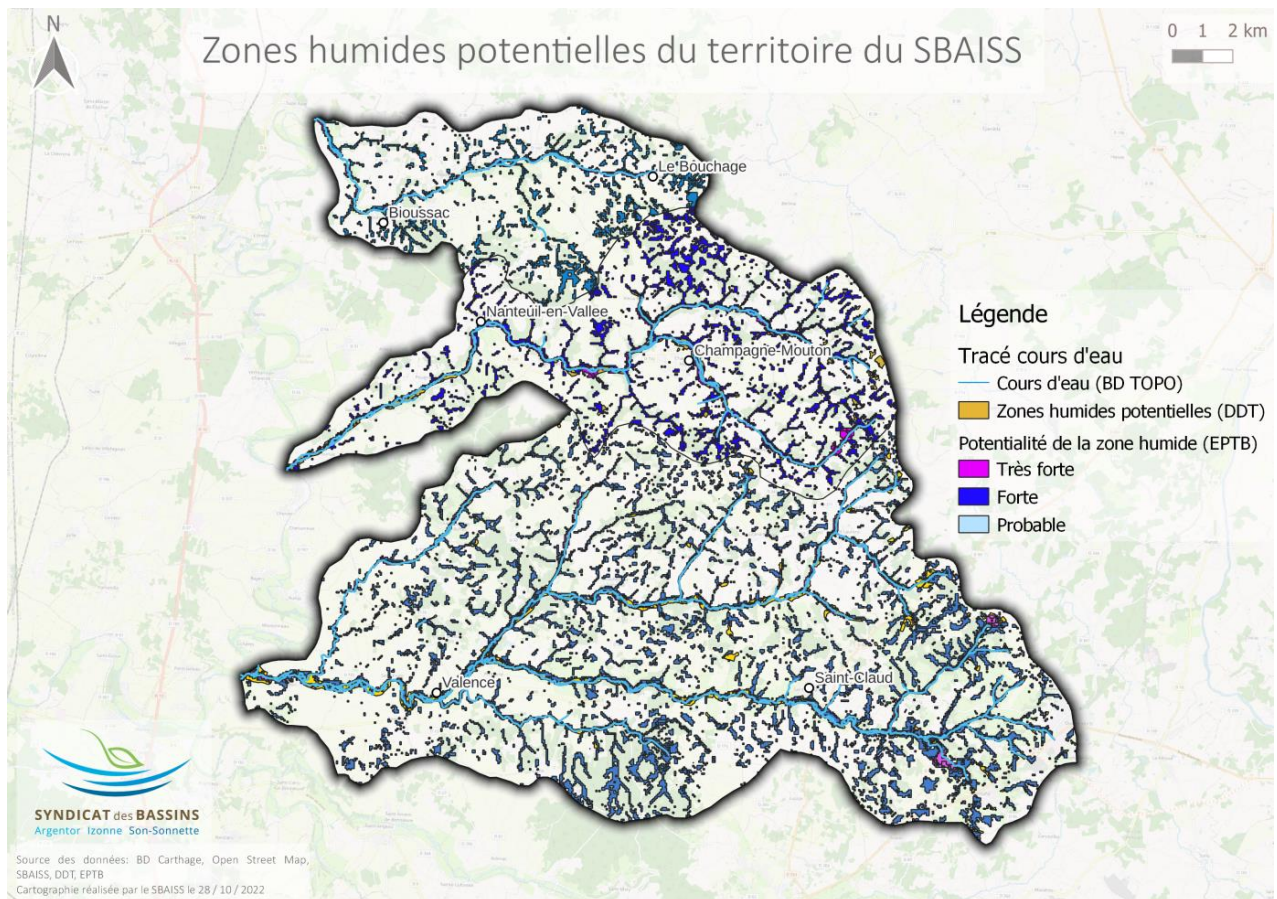 N
Zones humides potentielles du territoire du SBAISS
0 1 2 km
Le Bouchage
Bioussac
Nanteuil-en-Vallee
Champagne-Mouton
Valence
Saint-Claud
Légende
Tracé cours d'eau
Cours d'eau (BD TOPO)
Zones humides potentielles (DDT)
Potentialité de la zone humide (EPTB)
Très forte
Forte
Probable
SYNDICAT des BASSINS
Argentor Izonne Son-Sonnette
Source des données: BD Carthage, Open Street Map,
SBAISS, DDT, EPTB
Cartographie réalisée par le SBAISS le 28 / 10 / 2022